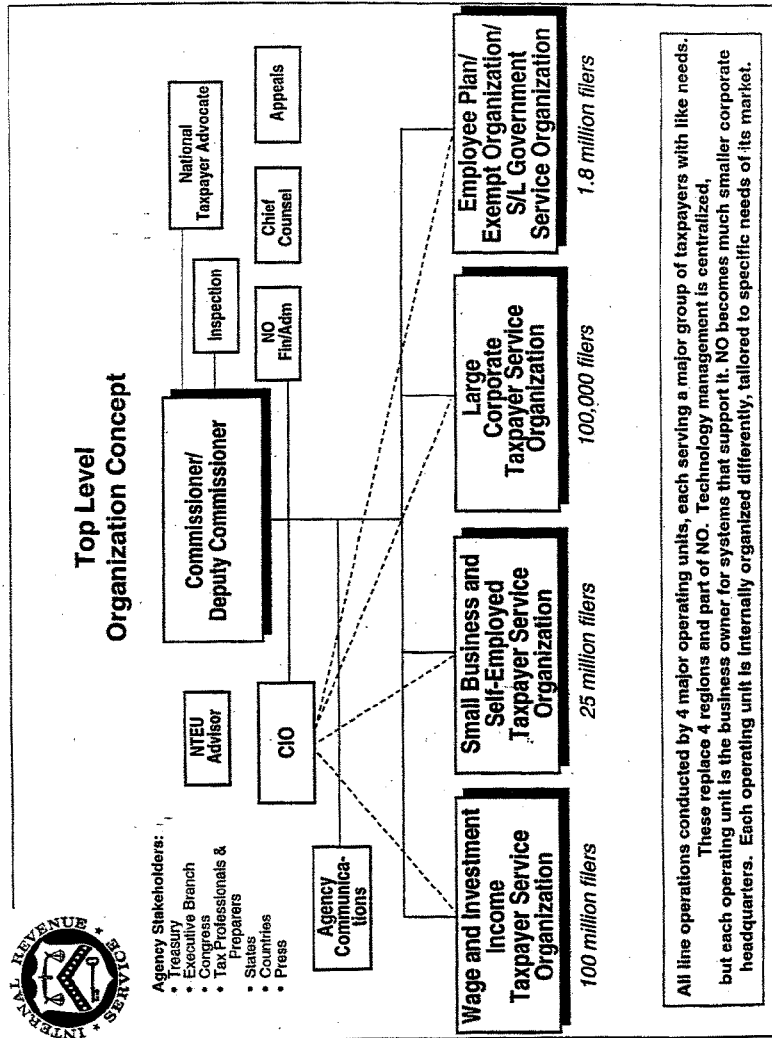 INTERNAL REVENUE
* SERVICE *
Top Level
Organization Concept
Agency Stakeholders:
• Treasury
• Executive Branch
• Congress
• Tax Professionals &
Preparers
• States
• Countries
• Press
NTEU
Advisor
Commissioner/
Deputy Commissioner
National
Taxpayer Advocate
Inspection
CIO
NO
Fin/Adm
Chief
Counsel
Appeals
Agency
Communica-
tions
Wage and Investment
Income
Taxpayer Service
Organization
100 million filers
Small Business and
Self-Employed
Taxpayer Service
Organization
25 million filers
Large
Corporate
Taxpayer Service
Organization
100,000 filers
Employee Plan/
Exempt Organization/
S/L Government
Service Organization
1.8 million filers
All line operations conducted by 4 major operating units, each serving a major group of taxpayers with like needs.
These replace 4 regions and part of NO. Technology management is centralized,
but each operating unit is the business owner for systems that support it. NO becomes much smaller corporate
headquarters. Each operating unit is internally organized differently, tailored to specific needs of its market.